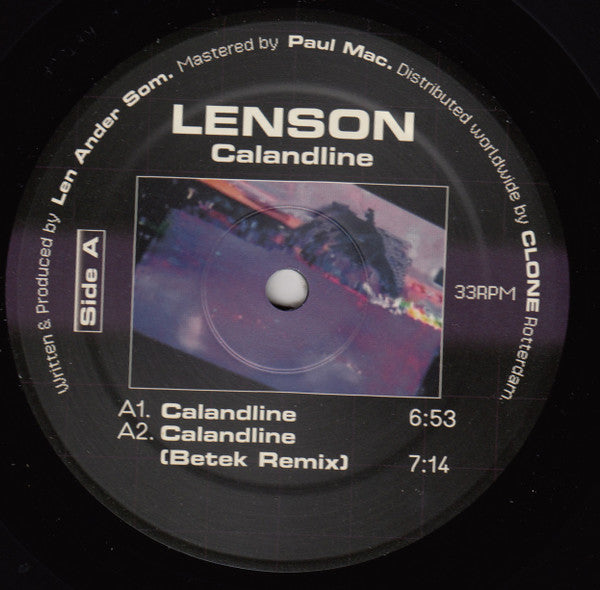 Written & Produced by Len Ander Som. Mastered by Paul Mac. Distributed worldwide by CLONE Rotterdam.
LENSON
Calandline
Side A
33RPM
A1. Calandline 6:53
A2. Calandline
(Betek Remix) 7:14